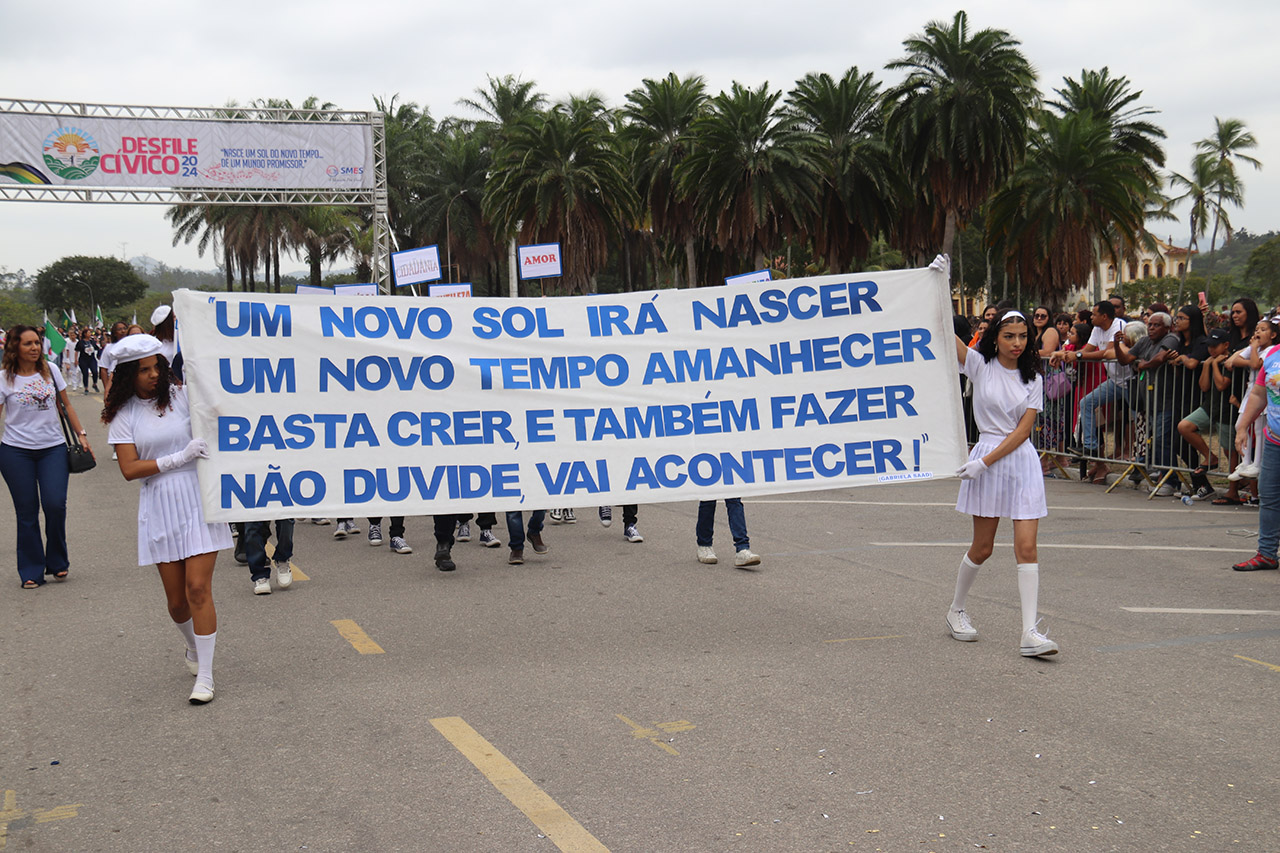 DESFILE
CÍVICO 2024
"NASCE UM SOL DO NOVO TEMPO...
DE UM MUNDO PROMISSOR."
SMES
CIDADANIA
AMOR
"UM NOVO SOL IRÁ NASCER
UM NOVO TEMPO AMANHECER
BASTA CRER, E TAMBÉM FAZER
NÃO DUVIDE, VAI ACONTECER!"
(GABRIELA SAAD)